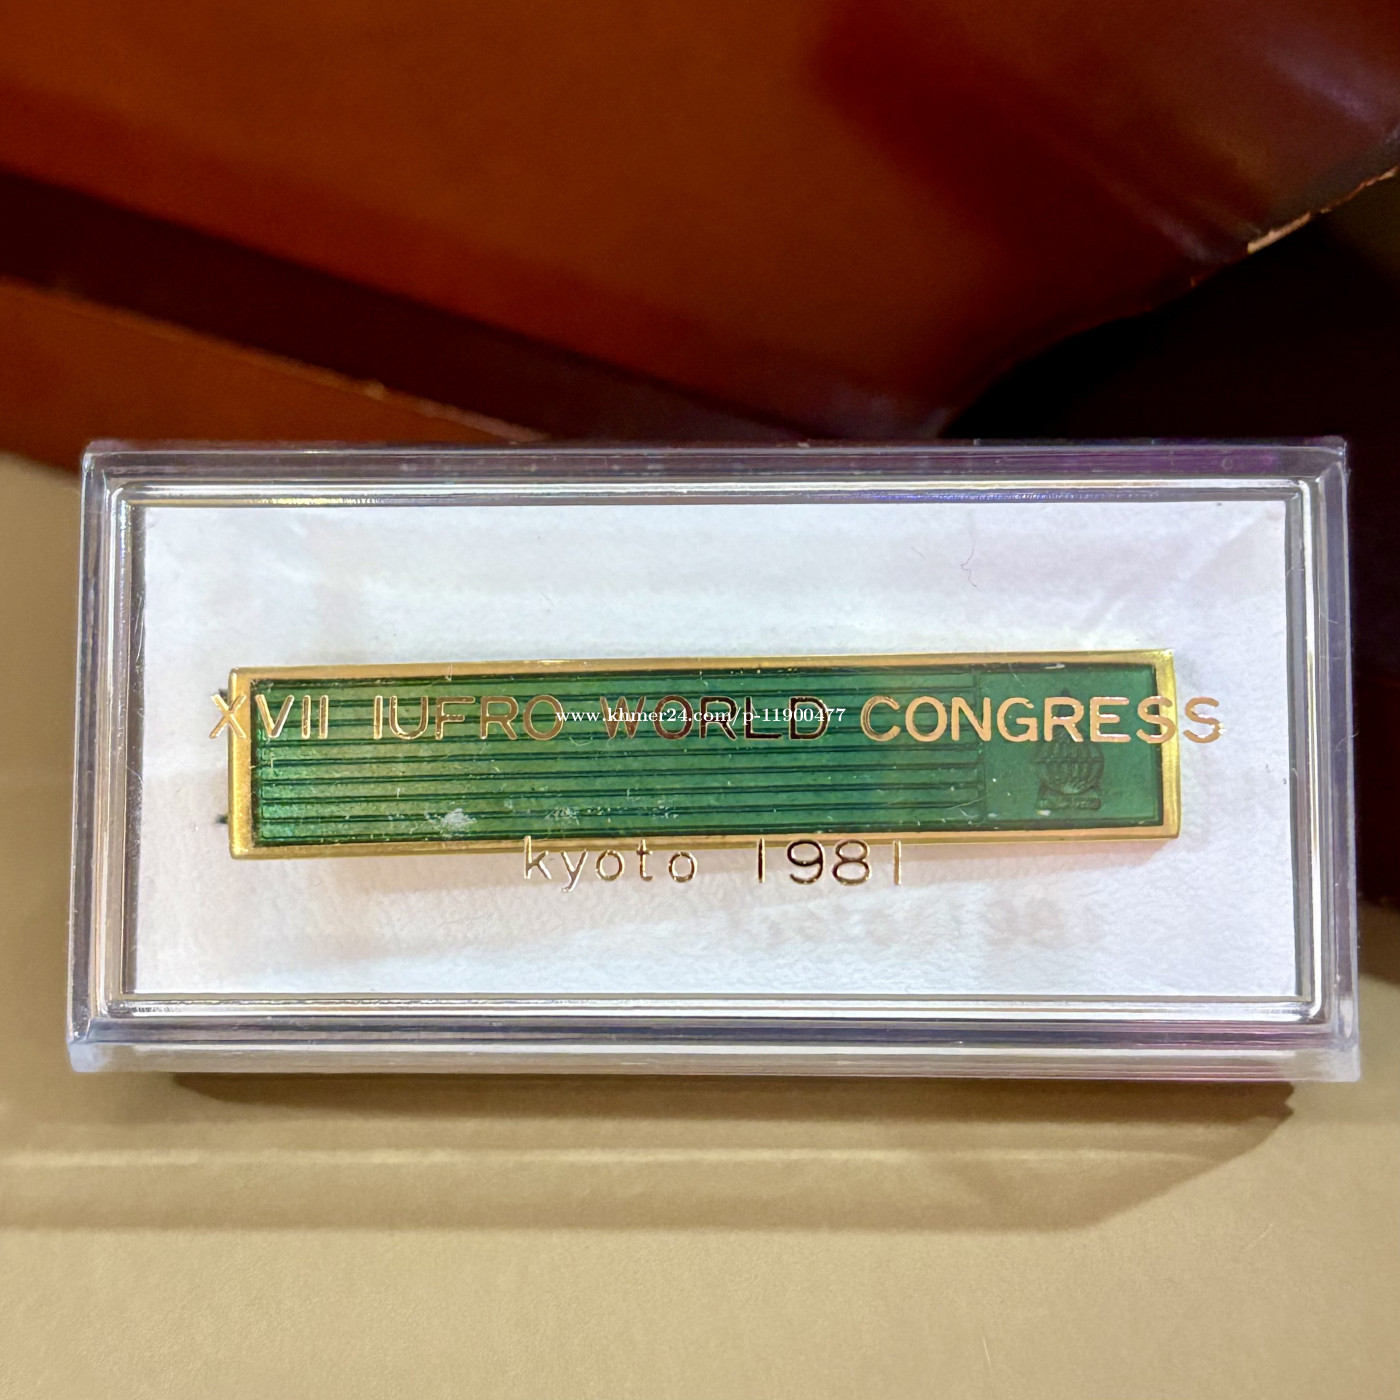 XVII IUFRO WORLD CONGRESS
www.khmer24.com/p-11900477
kyoto 1981